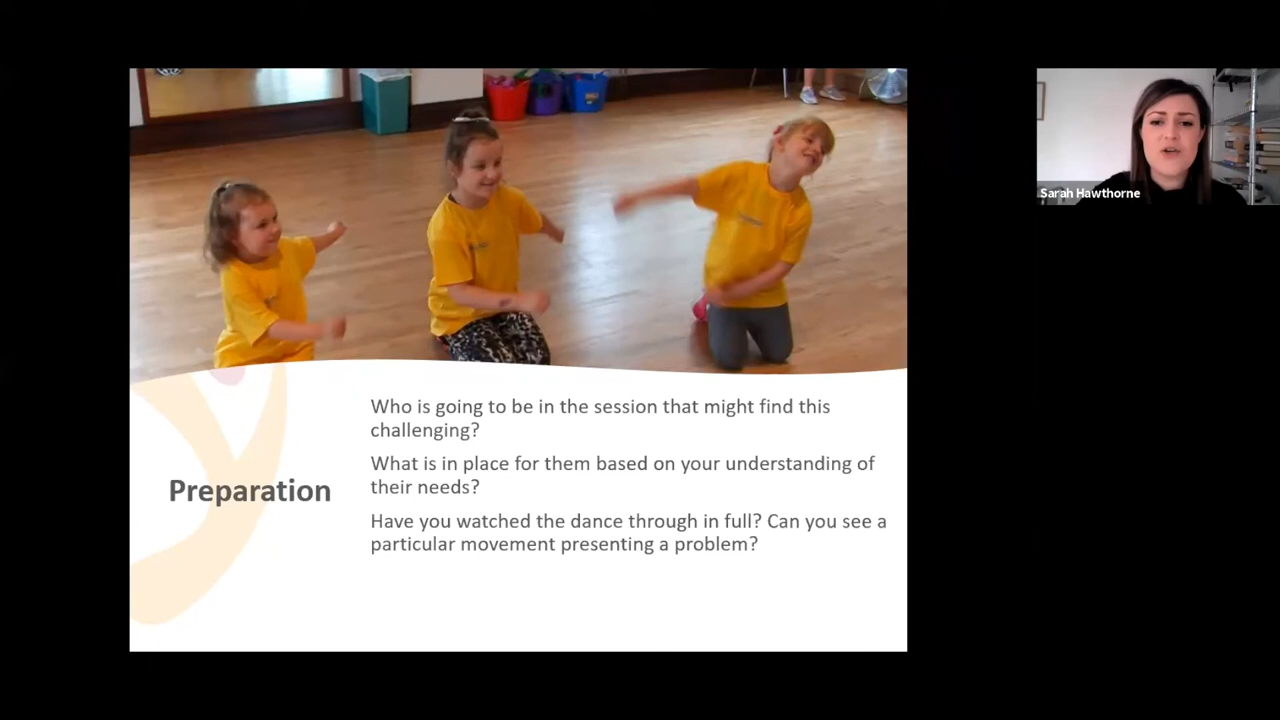 Sarah Hawthorne
Who is going to be in the session that might find this
challenging?
What is in place for them based on your understanding of
their needs?
Preparation
Have you watched the dance through in full? Can you see a
particular movement presenting a problem?